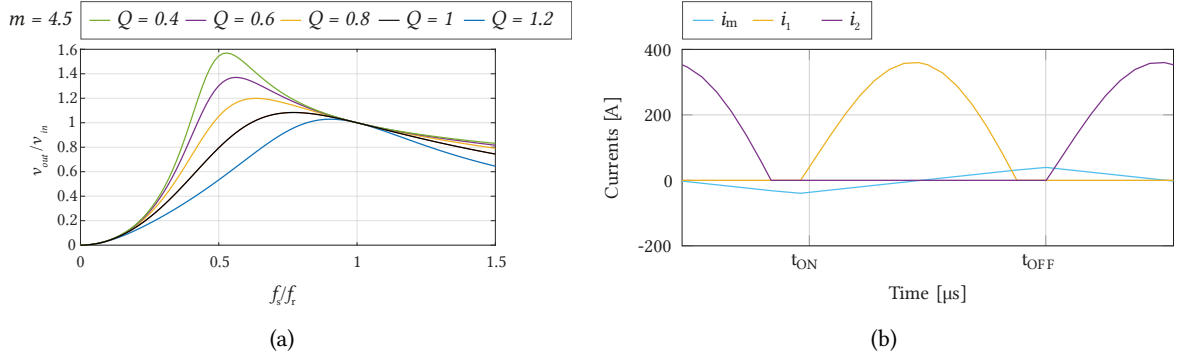 m = 4.5 Q = 0.4 Q = 0.6 Q = 0.8 Q = 1 Q = 1.2
1.6
1.4
1.2
1.0
0.8
0.6
0.4
0.2
0
v_out/v_in
0 0.5 1 1.5
f_s/f_r
(a)
i_m i_1 i_2
400
200
0
-200
Currents [A]
t_ON t_OFF
Time [μs]
(b)